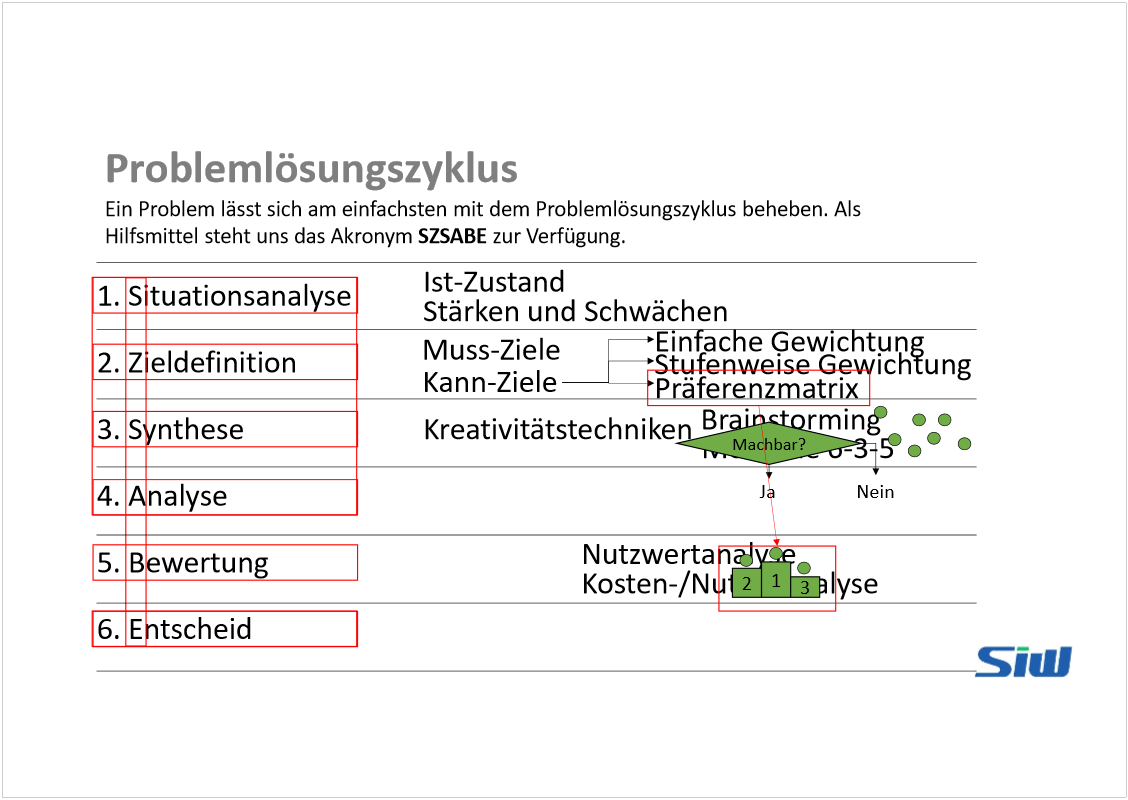 Problemlösungszyklus
Ein Problem lässt sich am einfachsten mit dem Problemlösungszyklus beheben. Als
Hilfsmittel steht uns das Akronym SZSABE zur Verfügung.
1. Situationsanalyse
Ist-Zustand
Stärken und Schwächen
2. Zieldefinition
Muss-Ziele
Kann-Ziele
Einfache Gewichtung
Stufenweise Gewichtung
Präferenzmatrix
3. Synthese
Kreativitätstechniken
Brainstorming
6-3-5
Machbar?
Ja
Nein
4. Analyse
5. Bewertung
Nutzwertanalyse
Kosten-/Nu
alyse
2
1
3
6. Entscheid
Siw